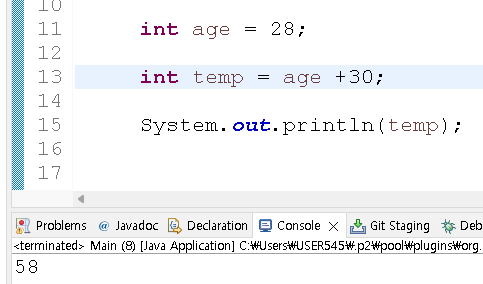 10
11 int age = 28;
12
13 int temp = age +30;
14
15 System.out.println(temp);
16
17
Problems @ Javadoc Declaration Console Git Staging Deb
<terminated> Main (8) [Java Application] C:₩Users₩USER545₩.p2₩pool₩plugins₩org.
58